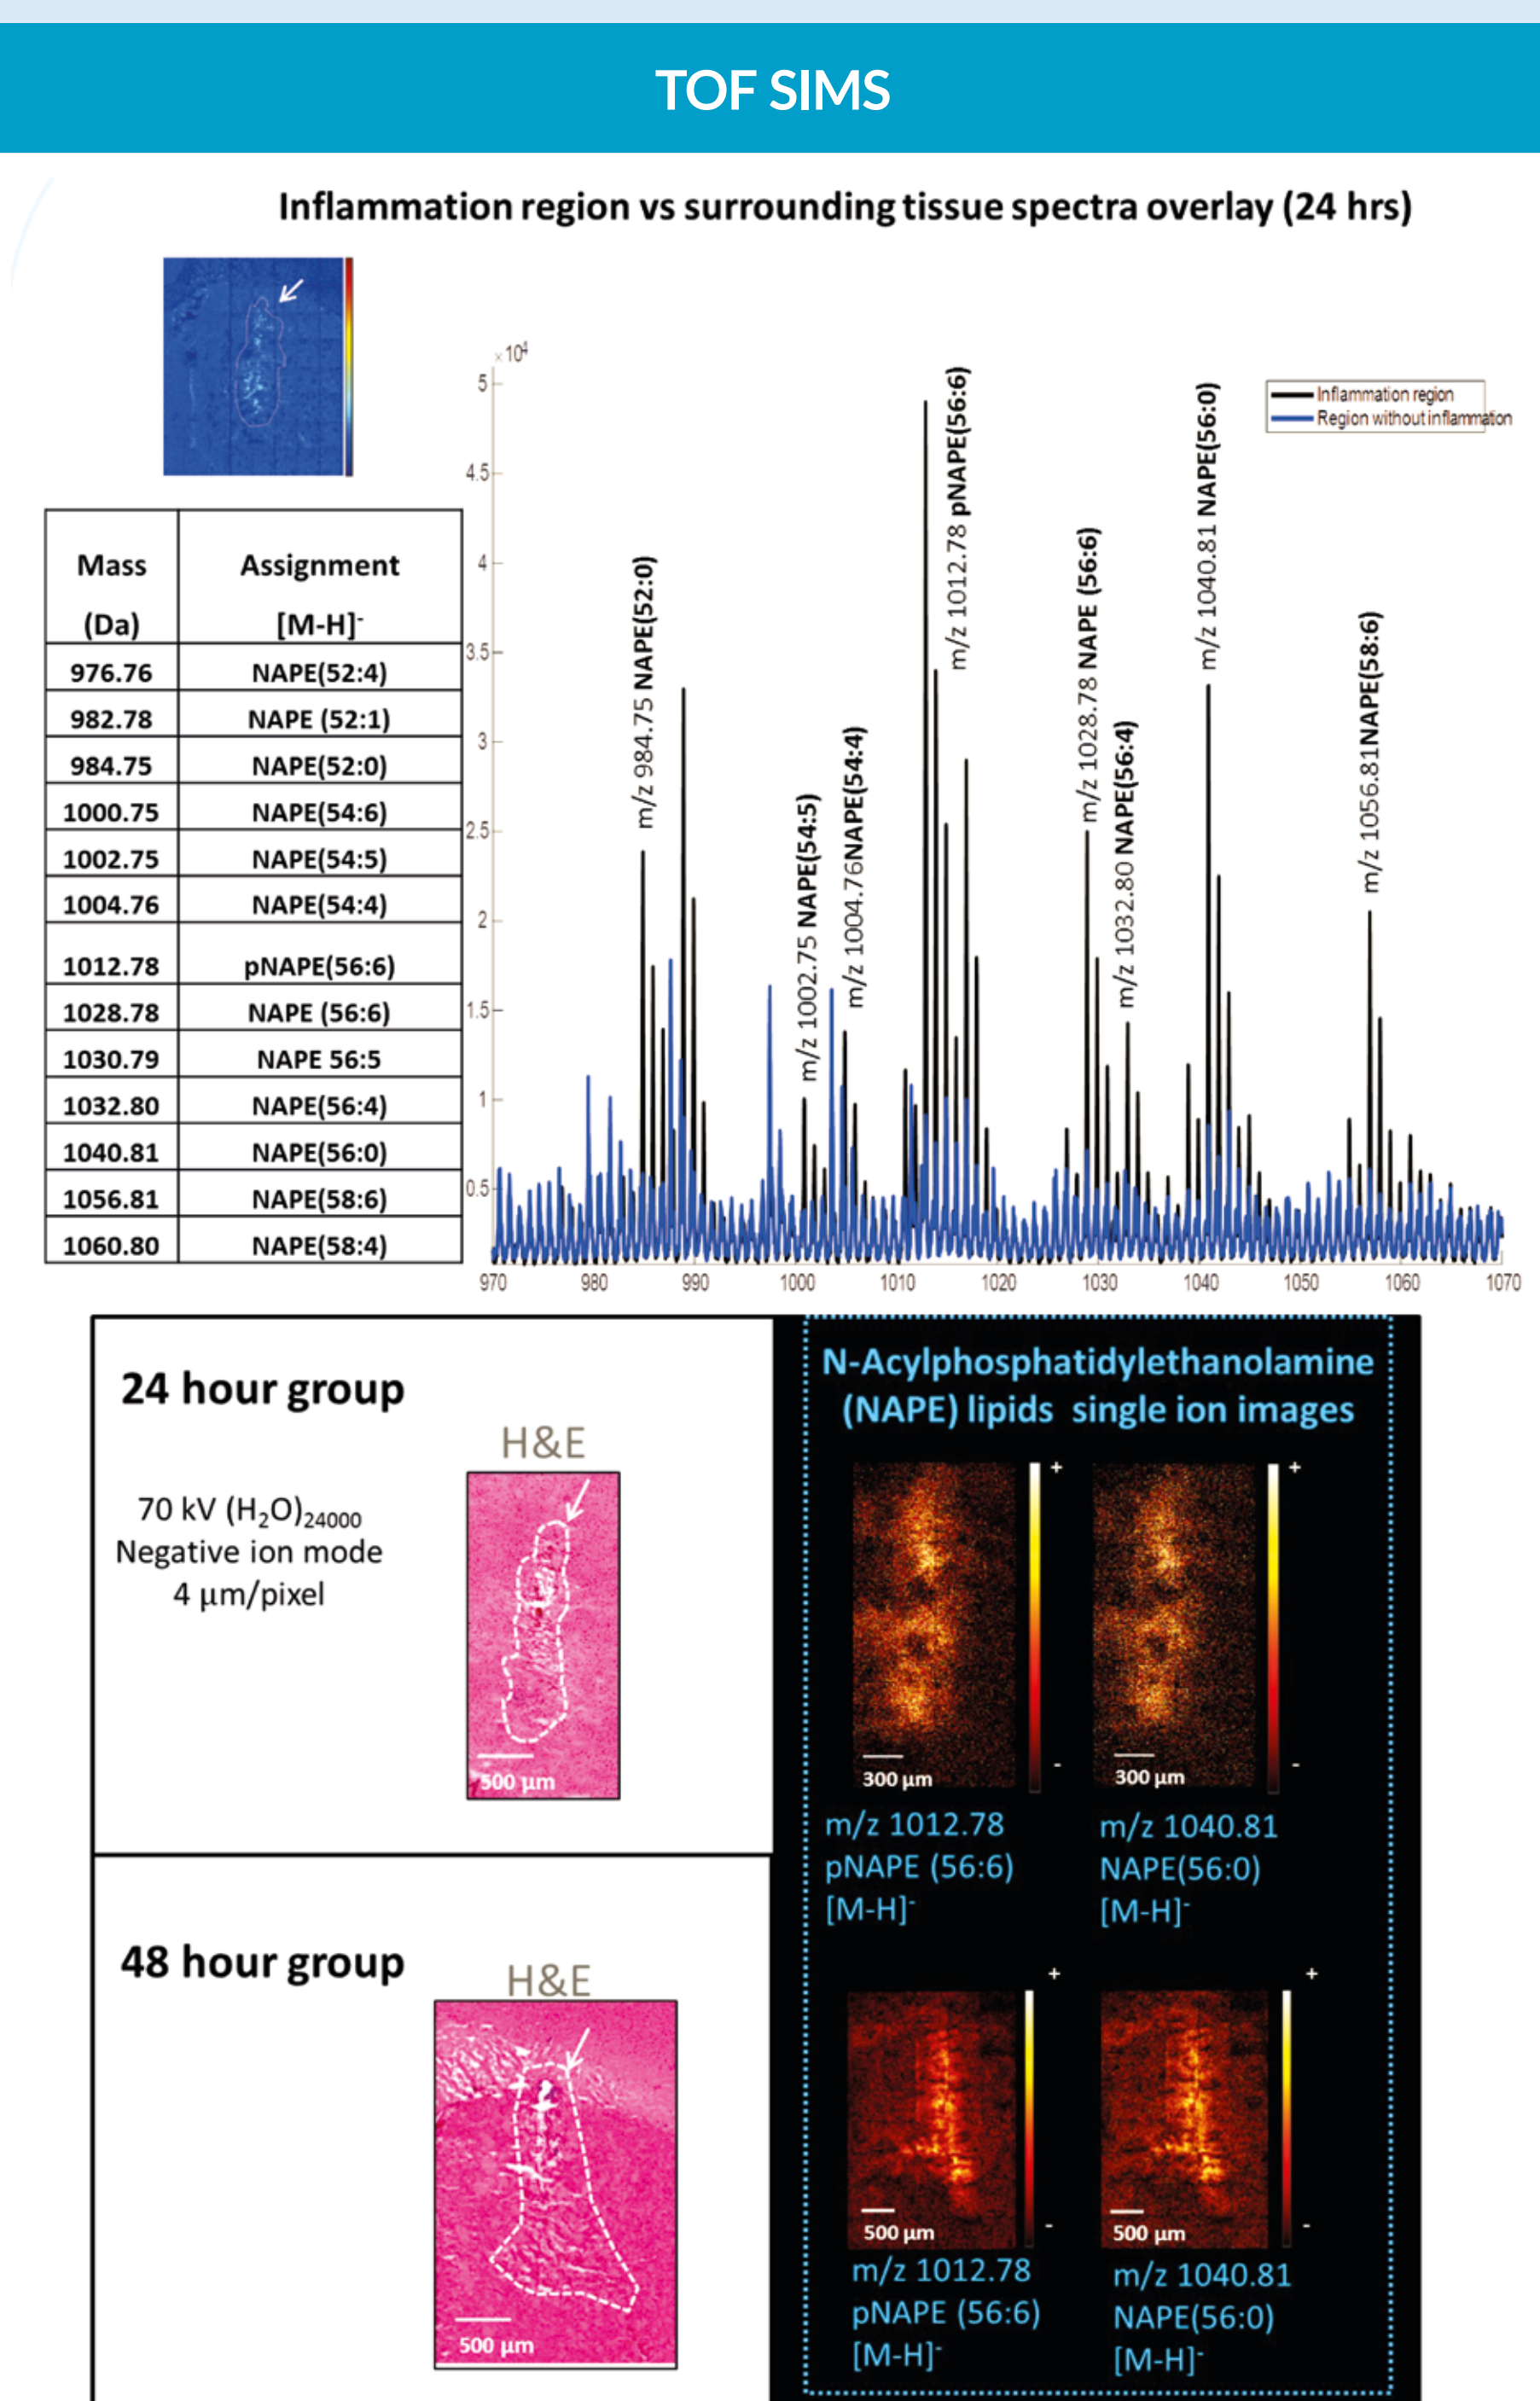 TOF SIMS
Inflammation region vs surrounding tissue spectra overlay (24 hrs)
Mass (Da) Assignment [M-H]-
976.76 NAPE(52:4)
982.78 NAPE (52:1)
984.75 NAPE(52:0)
1000.75 NAPE(54:6)
1002.75 NAPE(54:5)
1004.76 NAPE(54:4)
1012.78 pNAPE(56:6)
1028.78 NAPE (56:6)
1030.79 NAPE 56:5
1032.80 NAPE(56:4)
1040.81 NAPE(56:0)
1056.81 NAPE(58:6)
1060.80 NAPE(58:4)
×10⁴
5
4.5
4
3.5
3
2.5
2
1.5
1
0.5
970 980 990 1000 1010 1020 1030 1040 1050 1060 1070
m/z 984.75 NAPE(52:0)
m/z 1002.75 NAPE(54:5)
m/z 1004.76NAPE(54:4)
m/z 1012.78 pNAPE(56:6)
m/z 1028.78 NAPE (56:6)
m/z 1032.80 NAPE(56:4)
m/z 1040.81 NAPE(56:0)
m/z 1056.81NAPE(58:6)
Inflammation region
Region without inflammation
24 hour group
H&E
70 kV (H₂O)₂₄₀₀₀
Negative ion mode
4 µm/pixel
500 µm
N-Acylphosphatidylethanolamine
(NAPE) lipids single ion images
+ +
- -
300 µm 300 µm
m/z 1012.78
pNAPE (56:6)
[M-H]-
m/z 1040.81
NAPE(56:0)
[M-H]-
48 hour group
H&E
500 µm
+ +
- -
500 µm 500 µm
m/z 1012.78
pNAPE (56:6)
[M-H]-
m/z 1040.81
NAPE(56:0)
[M-H]-